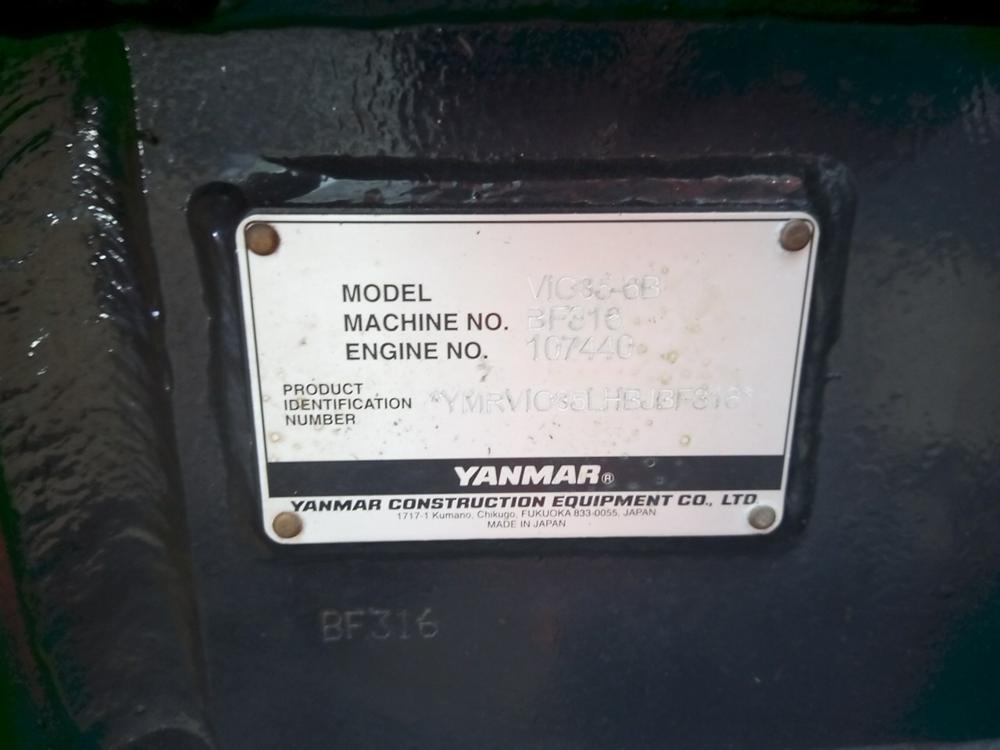 MODEL VIO35-6B
MACHINE NO. BF316
ENGINE NO. 107440
PRODUCT IDENTIFICATION NUMBER *YMRVIO35LHBJBF316*
YANMAR®
YANMAR CONSTRUCTION EQUIPMENT CO., LTD.
1717-1 Kumano, Chikugo, FUKUOKA 833-0055, JAPAN
MADE IN JAPAN
BF316